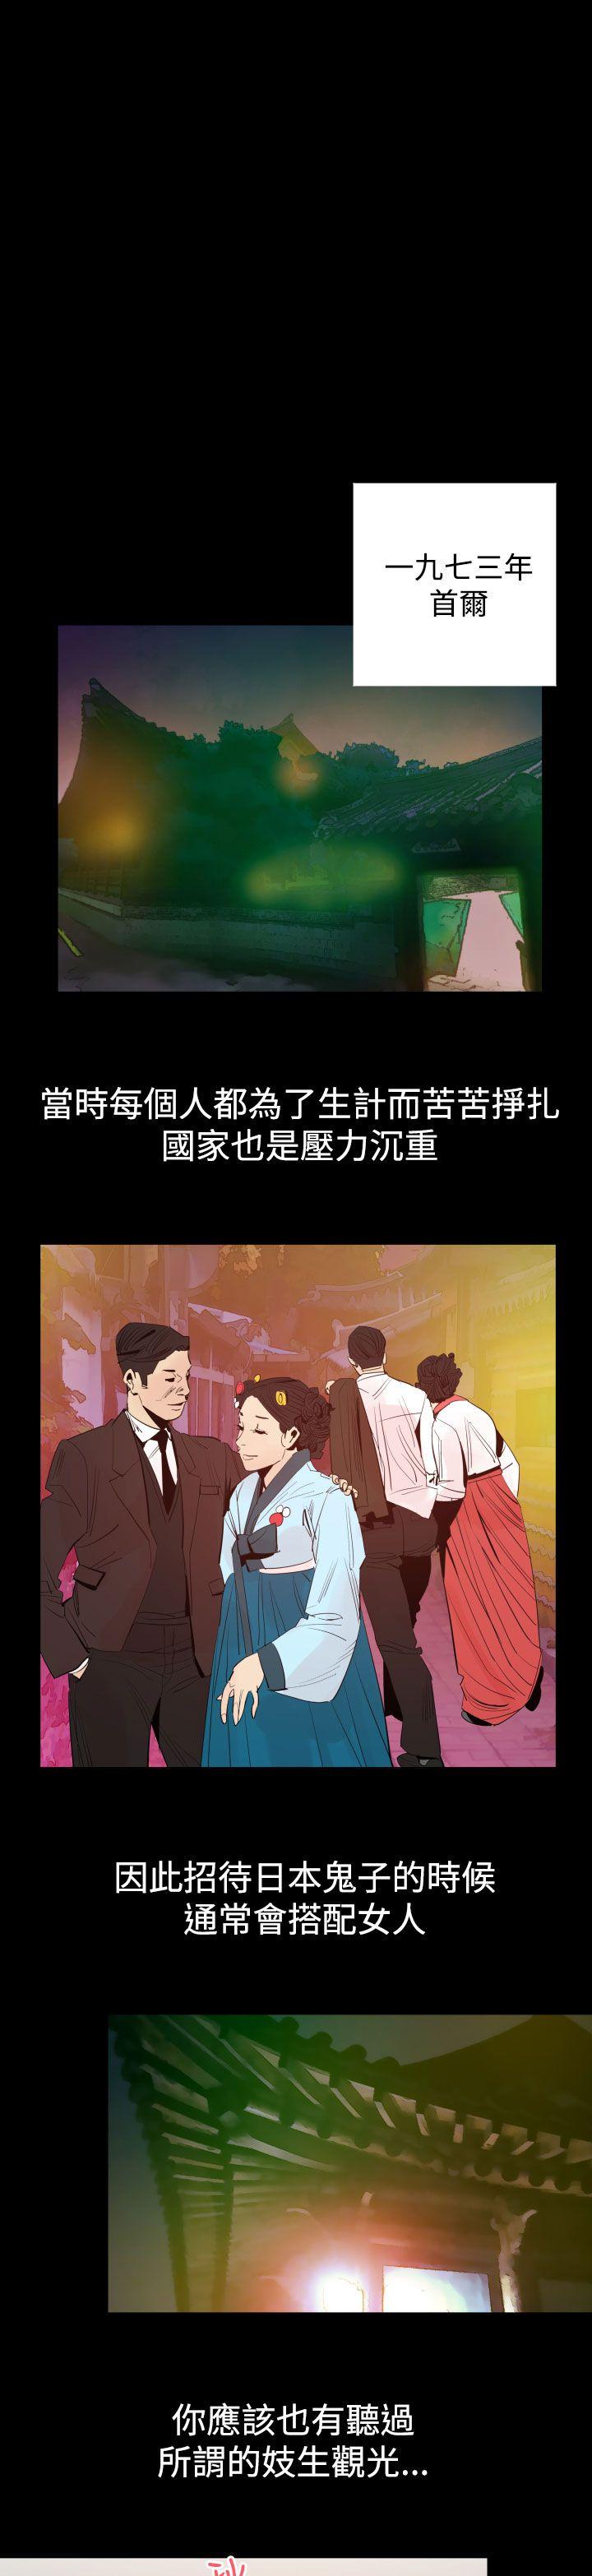 一九七三年
首爾
當時每個人都為了生計而苦苦掙扎
國家也是壓力沉重
因此招待日本鬼子的時候
通常會搭配女人
你應該也有聽過
所謂的妓生觀光...